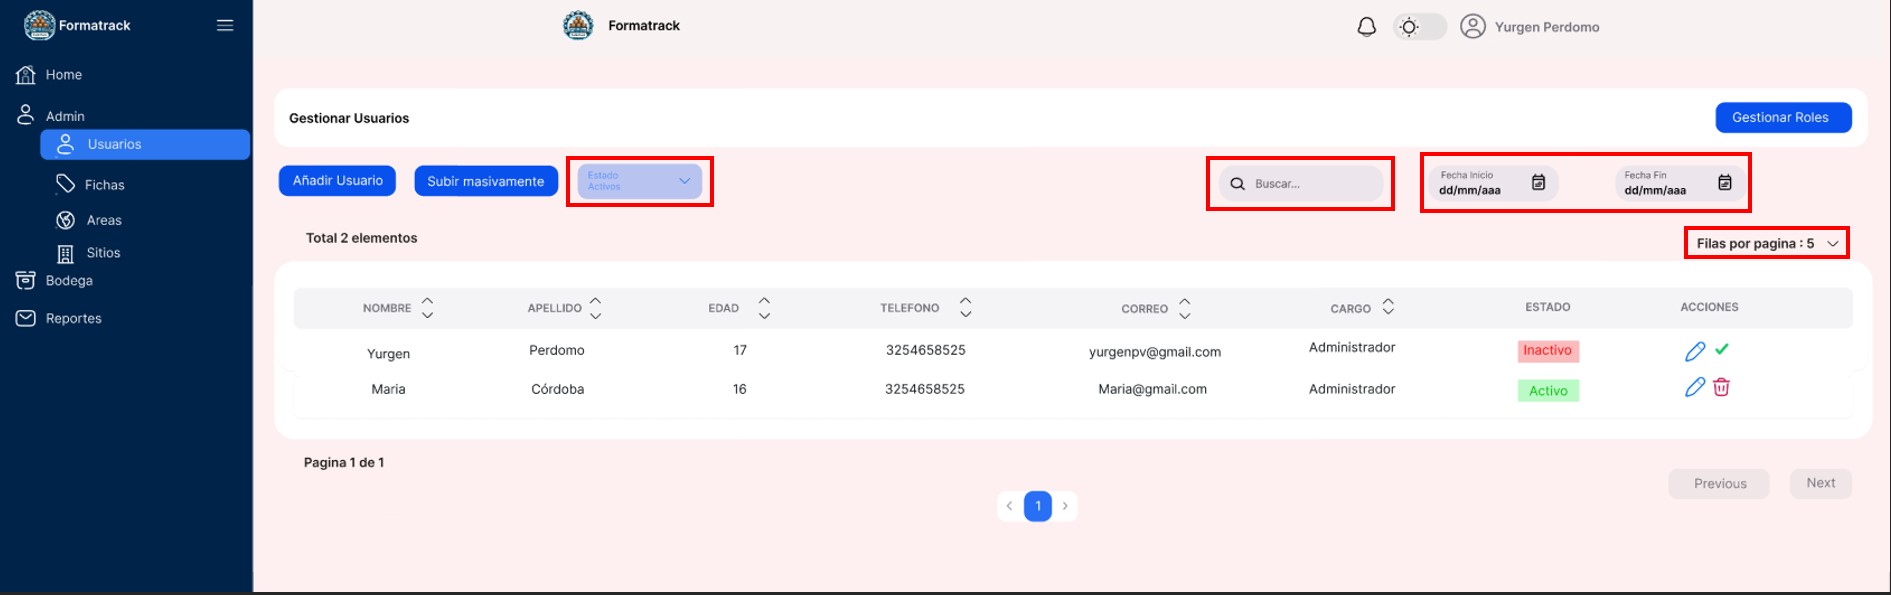 Formatrack
Formatrack
Yurgen Perdomo
Home
Admin
Usuarios
Fichas
Areas
Sitios
Bodega
Reportes
Gestionar Usuarios
Gestionar Roles
Añadir Usuario
Subir masivamente
Estado
Activos
Buscar...
Fecha Inicio
dd/mm/aaa
Fecha Fin
dd/mm/aaa
Total 2 elementos
Filas por pagina : 5
NOMBRE APELLIDO EDAD TELEFONO CORREO CARGO ESTADO ACCIONES
Yurgen Perdomo 17 3254658525 yurgenpv@gmail.com Administrador Inactivo
Maria Córdoba 16 3254658525 Maria@gmail.com Administrador Activo
Pagina 1 de 1
Previous Next
1